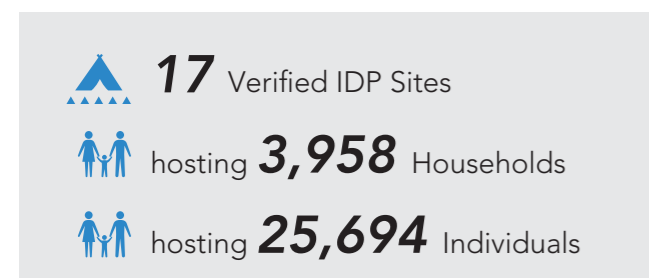 17 Verified IDP Sites
hosting 3,958 Households
hosting 25,694 Individuals